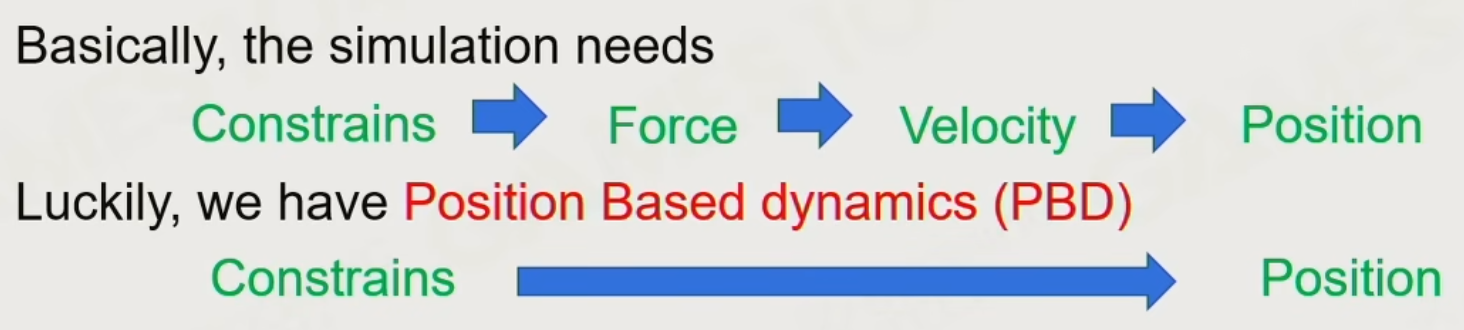 Basically, the simulation needs
Constrains Force Velocity Position
Luckily, we have Position Based dynamics (PBD)
Constrains Position